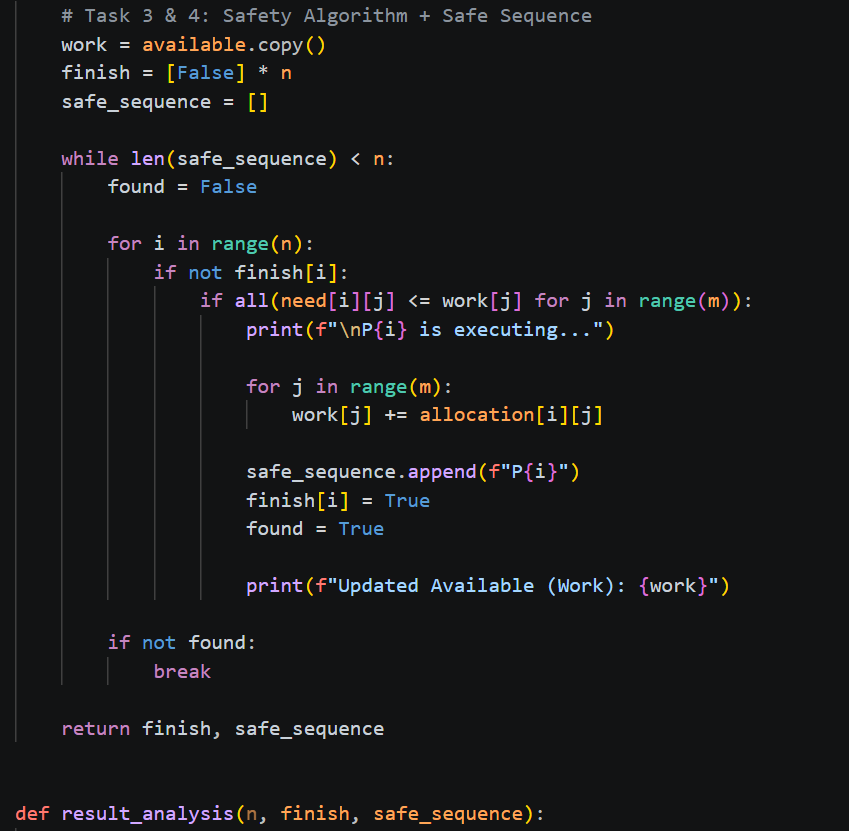 # Task 3 & 4: Safety Algorithm + Safe Sequence
work = available.copy()
finish = [False] * n
safe_sequence = []
while len(safe_sequence) < n:
found = False
for i in range(n):
if not finish[i]:
if all(need[i][j] <= work[j] for j in range(m)):
print(f"\nP{i} is executing...")
for j in range(m):
work[j] += allocation[i][j]
safe_sequence.append(f"P{i}")
finish[i] = True
found = True
print(f"Updated Available (Work): {work}")
if not found:
break
return finish, safe_sequence
def result_analysis(n, finish, safe_sequence):